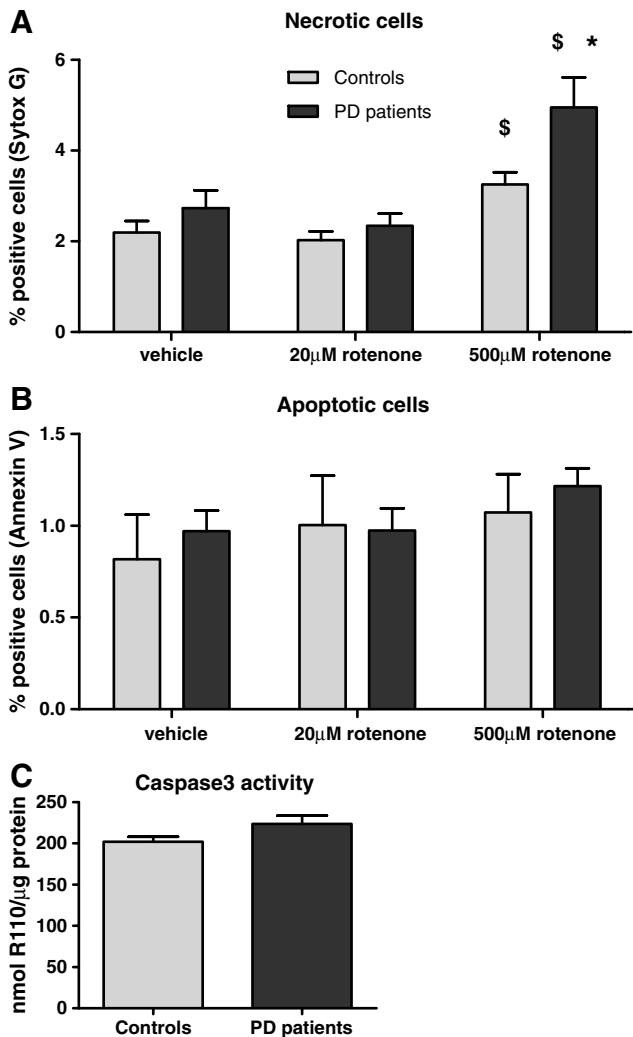 A
Necrotic cells
% positive cells (Sytox G)
6
4
2
0
Controls
PD patients
$
$ *
vehicle
20µM rotenone
500µM rotenone
B
Apoptotic cells
% positive cells (Annexin V)
1.5
1.0
0.5
0.0
vehicle
20µM rotenone
500µM rotenone
C
Caspase3 activity
nmol R110/µg protein
250
200
150
100
50
0
Controls
PD patients